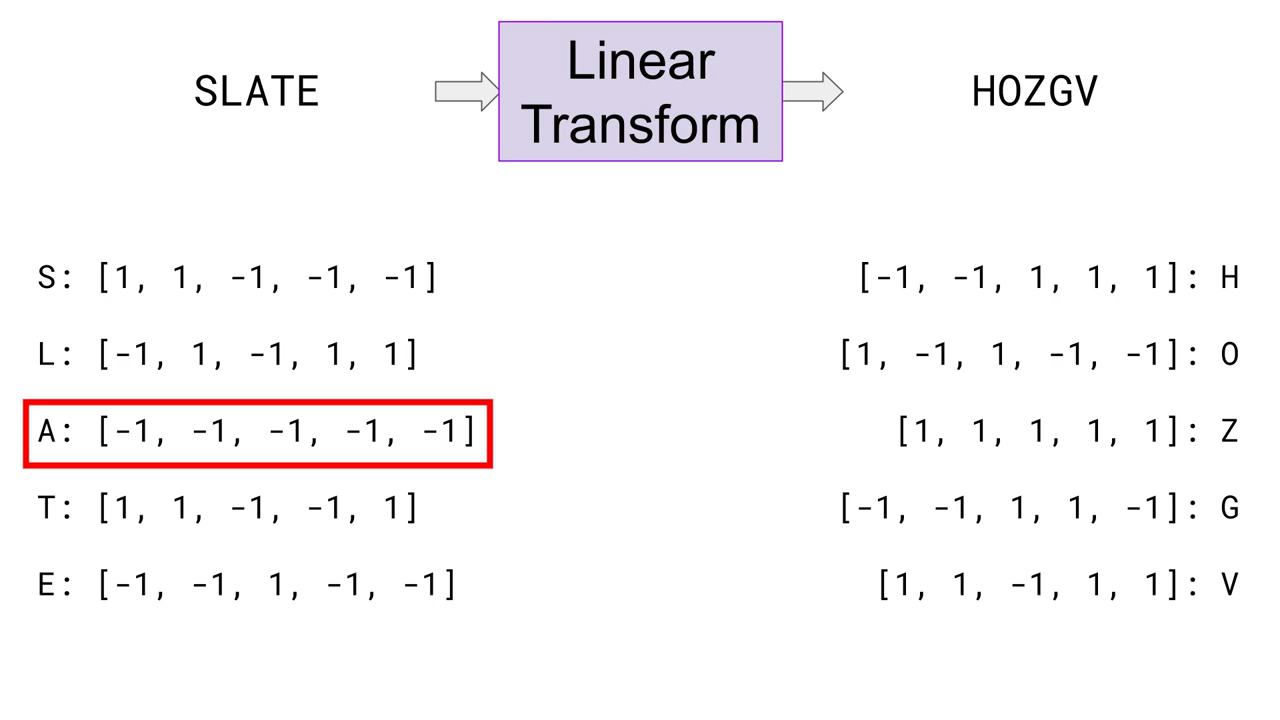 SLATE
Linear
Transform
HOZGV
S: [1, 1, -1, -1, -1]
[-1, -1, 1, 1, 1]: H
L: [-1, 1, -1, 1, 1]
[1, -1, 1, -1, -1]: O
A: [-1, -1, -1, -1, -1]
[1, 1, 1, 1, 1]: Z
T: [1, 1, -1, -1, 1]
[-1, -1, 1, 1, -1]: G
E: [-1, -1, 1, -1, -1]
[1, 1, -1, 1, 1]: V